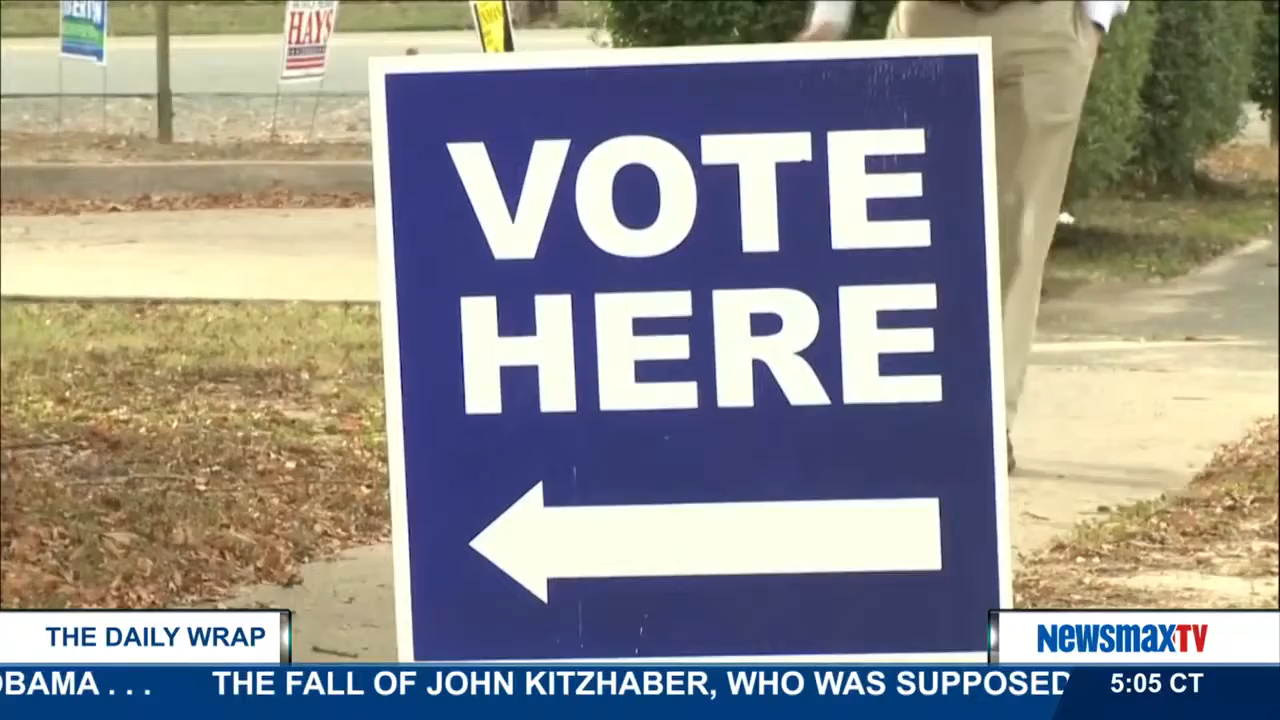 HAYS
VOTE
HERE
THE DAILY WRAP
NEWSMAXTV
OBAMA . . . THE FALL OF JOHN KITZHABER, WHO WAS SUPPOSED
5:05 CT